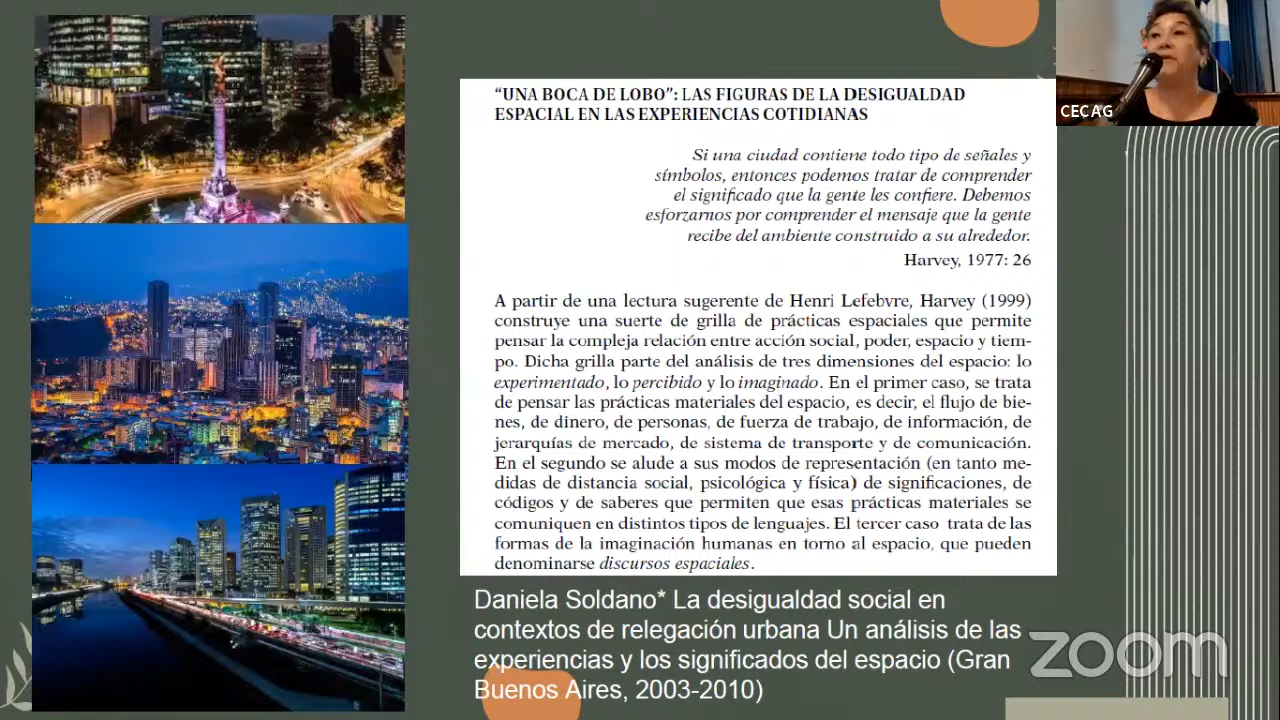 "UNA BOCA DE LOBO": LAS FIGURAS DE LA DESIGUALDAD
ESPACIAL EN LAS EXPERIENCIAS COTIDIANAS
Si una ciudad contiene todo tipo de señales y
símbolos, entonces podemos tratar de comprender
el significado que la gente les confiere. Debemos
esforzarnos por comprender el mensaje que la gente
recibe del ambiente construido a su alrededor.
Harvey, 1977: 26
A partir de una lectura sugerente de Henri Lefebvre, Harvey (1999)
construye una suerte de grilla de prácticas espaciales que permite
pensar la compleja relación entre acción social, poder, espacio y tiem-
po. Dicha grilla parte del análisis de tres dimensiones del espacio: lo
experimentado, lo percibido y lo imaginado. En el primer caso, se trata
de pensar las prácticas materiales del espacio, es decir, el flujo de bie-
nes, de dinero, de personas, de fuerza de trabajo, de información, de
jerarquías de mercado, de sistema de transporte y de comunicación.
En el segundo se alude a sus modos de representación (en tanto me-
didas de distancia social, psicológica y física) de significaciones, de
códigos y de saberes que permiten que esas prácticas materiales se
comuniquen en distintos tipos de lenguajes. El tercer caso trata de las
formas de la imaginación humanas en torno al espacio, que pueden
denominarse discursos espaciales.
Daniela Soldano* La desigualdad social en
contextos de relegación urbana Un análisis de las
experiencias y los significados del espacio (Gran
Buenos Aires, 2003-2010)
CECAG
zoom